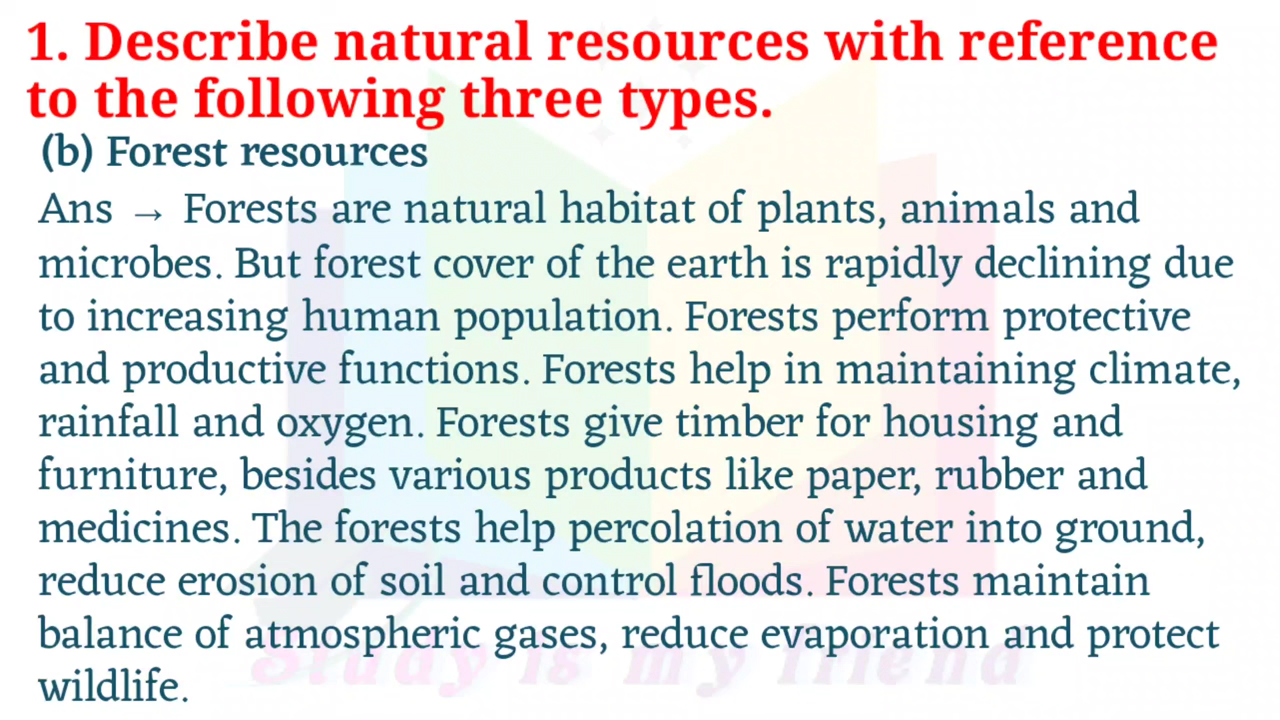 1. Describe natural resources with reference
to the following three types.
(b) Forest resources
Ans → Forests are natural habitat of plants, animals and
microbes. But forest cover of the earth is rapidly declining due
to increasing human population. Forests perform protective
and productive functions. Forests help in maintaining climate,
rainfall and oxygen. Forests give timber for housing and
furniture, besides various products like paper, rubber and
medicines. The forests help percolation of water into ground,
reduce erosion of soil and control floods. Forests maintain
balance of atmospheric gases, reduce evaporation and protect
Study is my friend
wildlife.